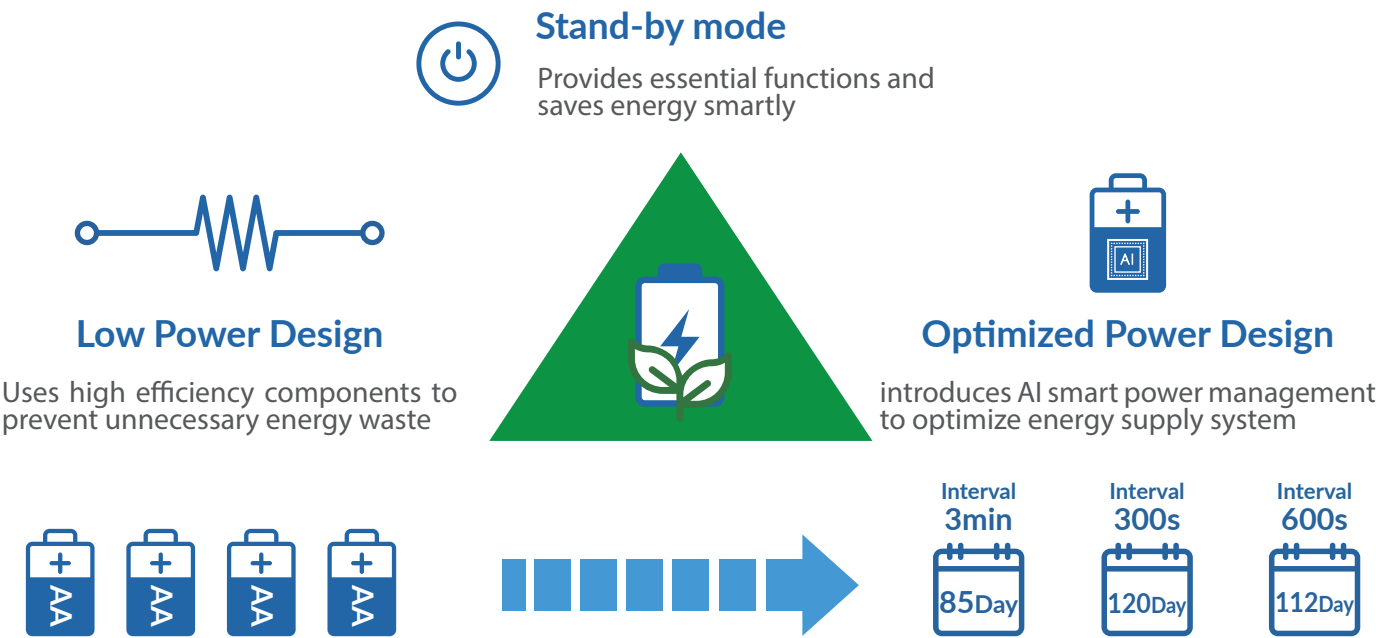 Stand-by mode
Provides essential functions and
saves energy smartly
AI
Low Power Design
Uses high efficiency components to
prevent unnecessary energy waste
Optimized Power Design
introduces AI smart power management
to optimize energy supply system
Interval
3min
Interval
300s
Interval
600s
AA
AA
AA
AA
85Day
120Day
112Day